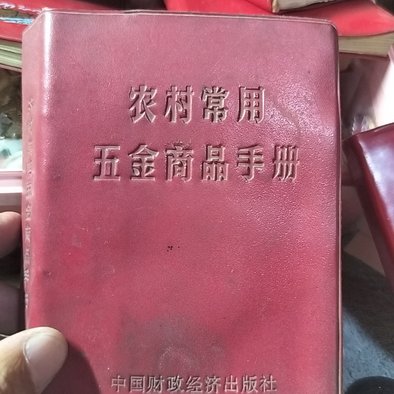 农村常用
五金商品手册
中国财政经济出版社